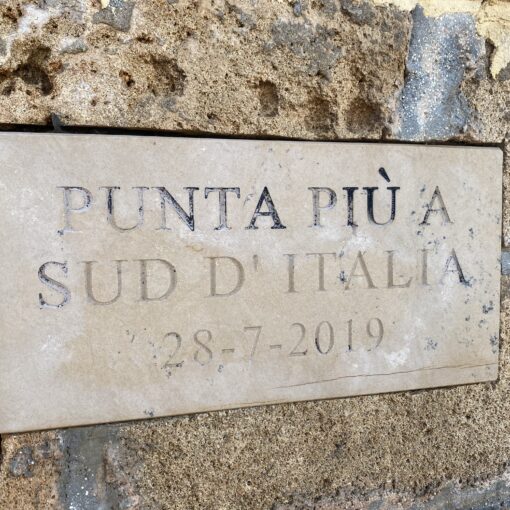 PUNTA PIÙ A
SUD D' ITALIA
28-7-2019